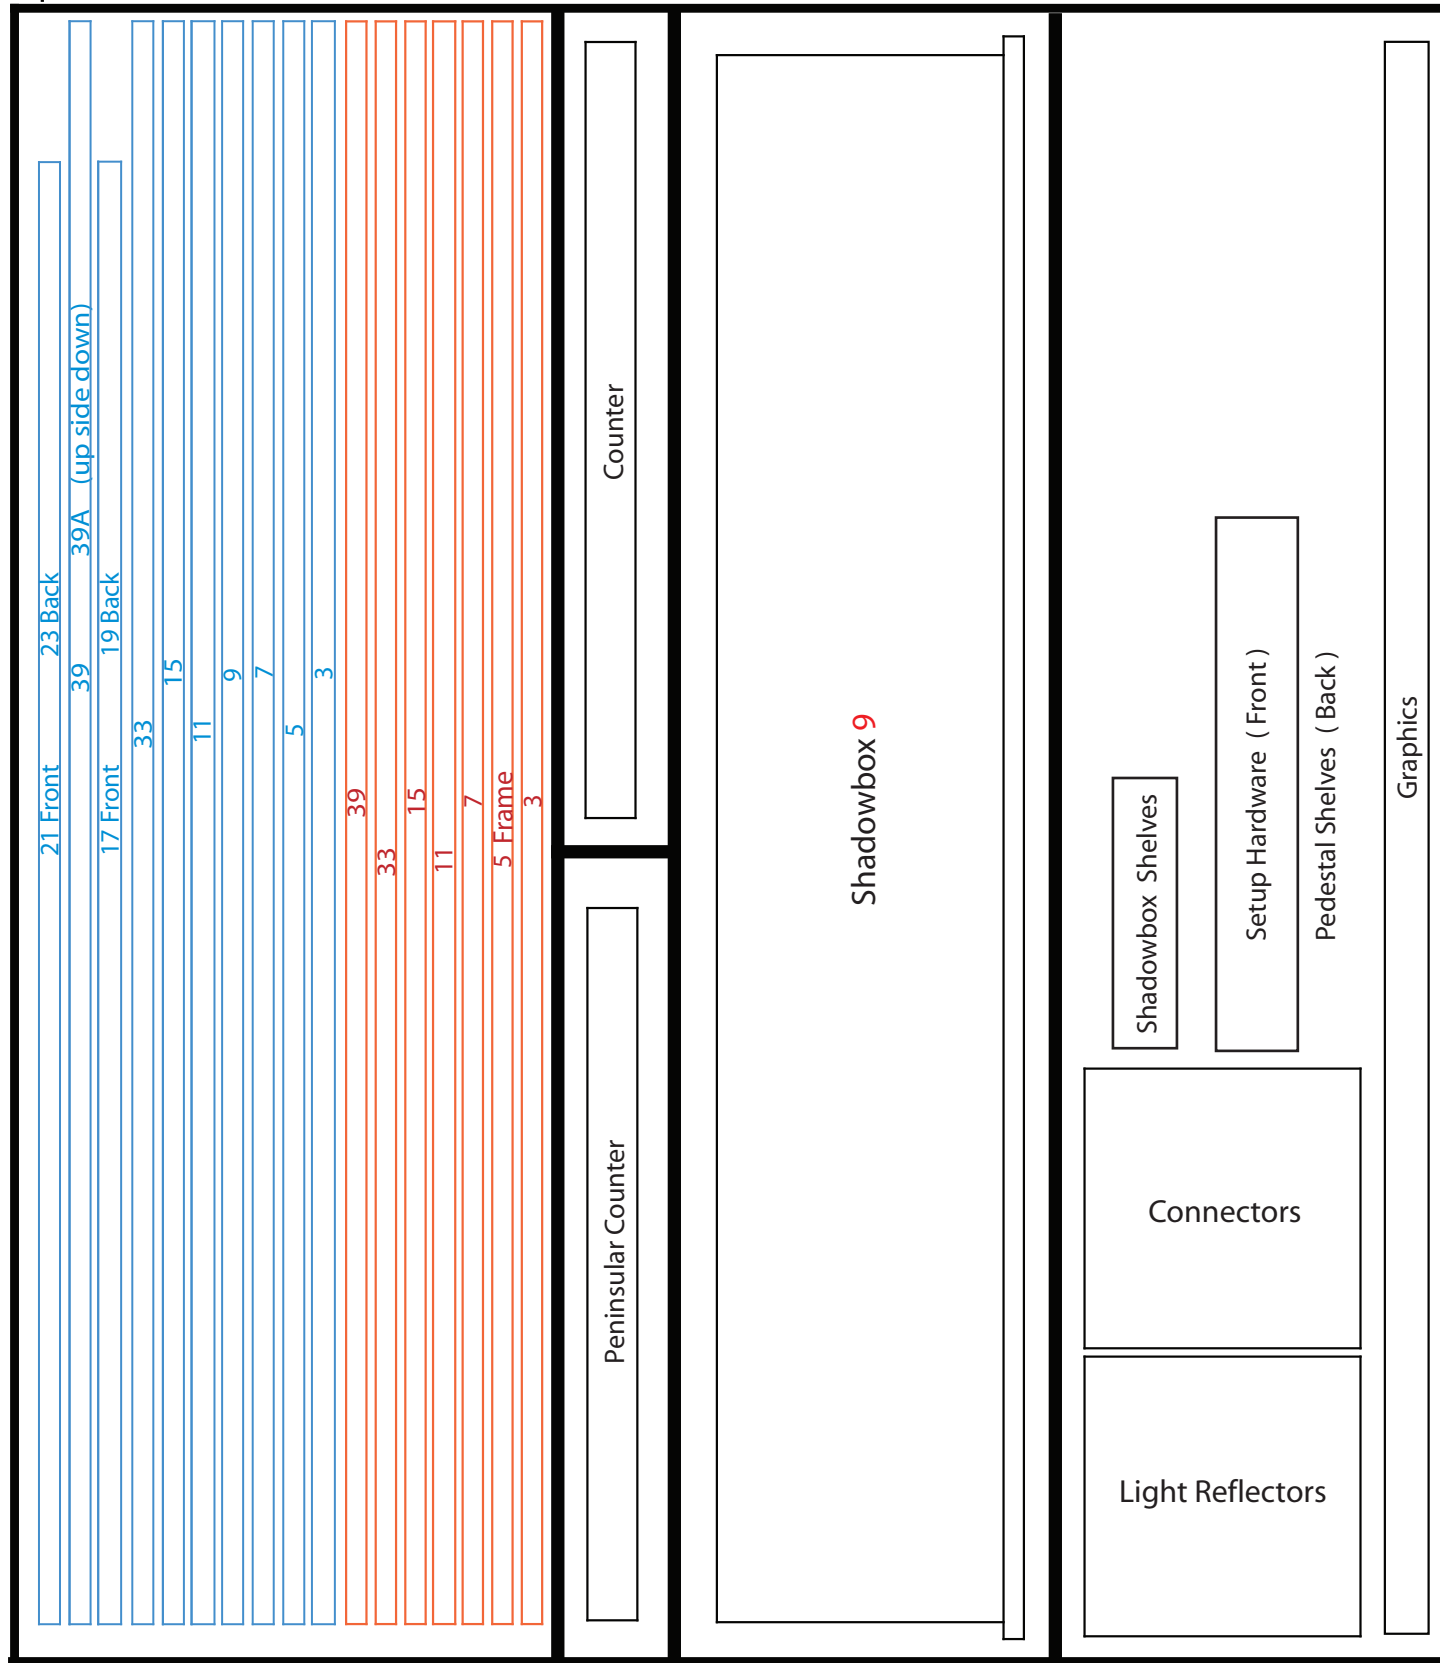 21 Front 23 Back
39 39A (up side down)
17 Front 19 Back
33
15
11
9
7
5
3
39
33
15
11
7
5 Frame
3
Counter
Peninsular Counter
Shadowbox 9
Shadowbox Shelves
Setup Hardware ( Front )
Pedestal Shelves ( Back )
Connectors
Light Reflectors
Graphics